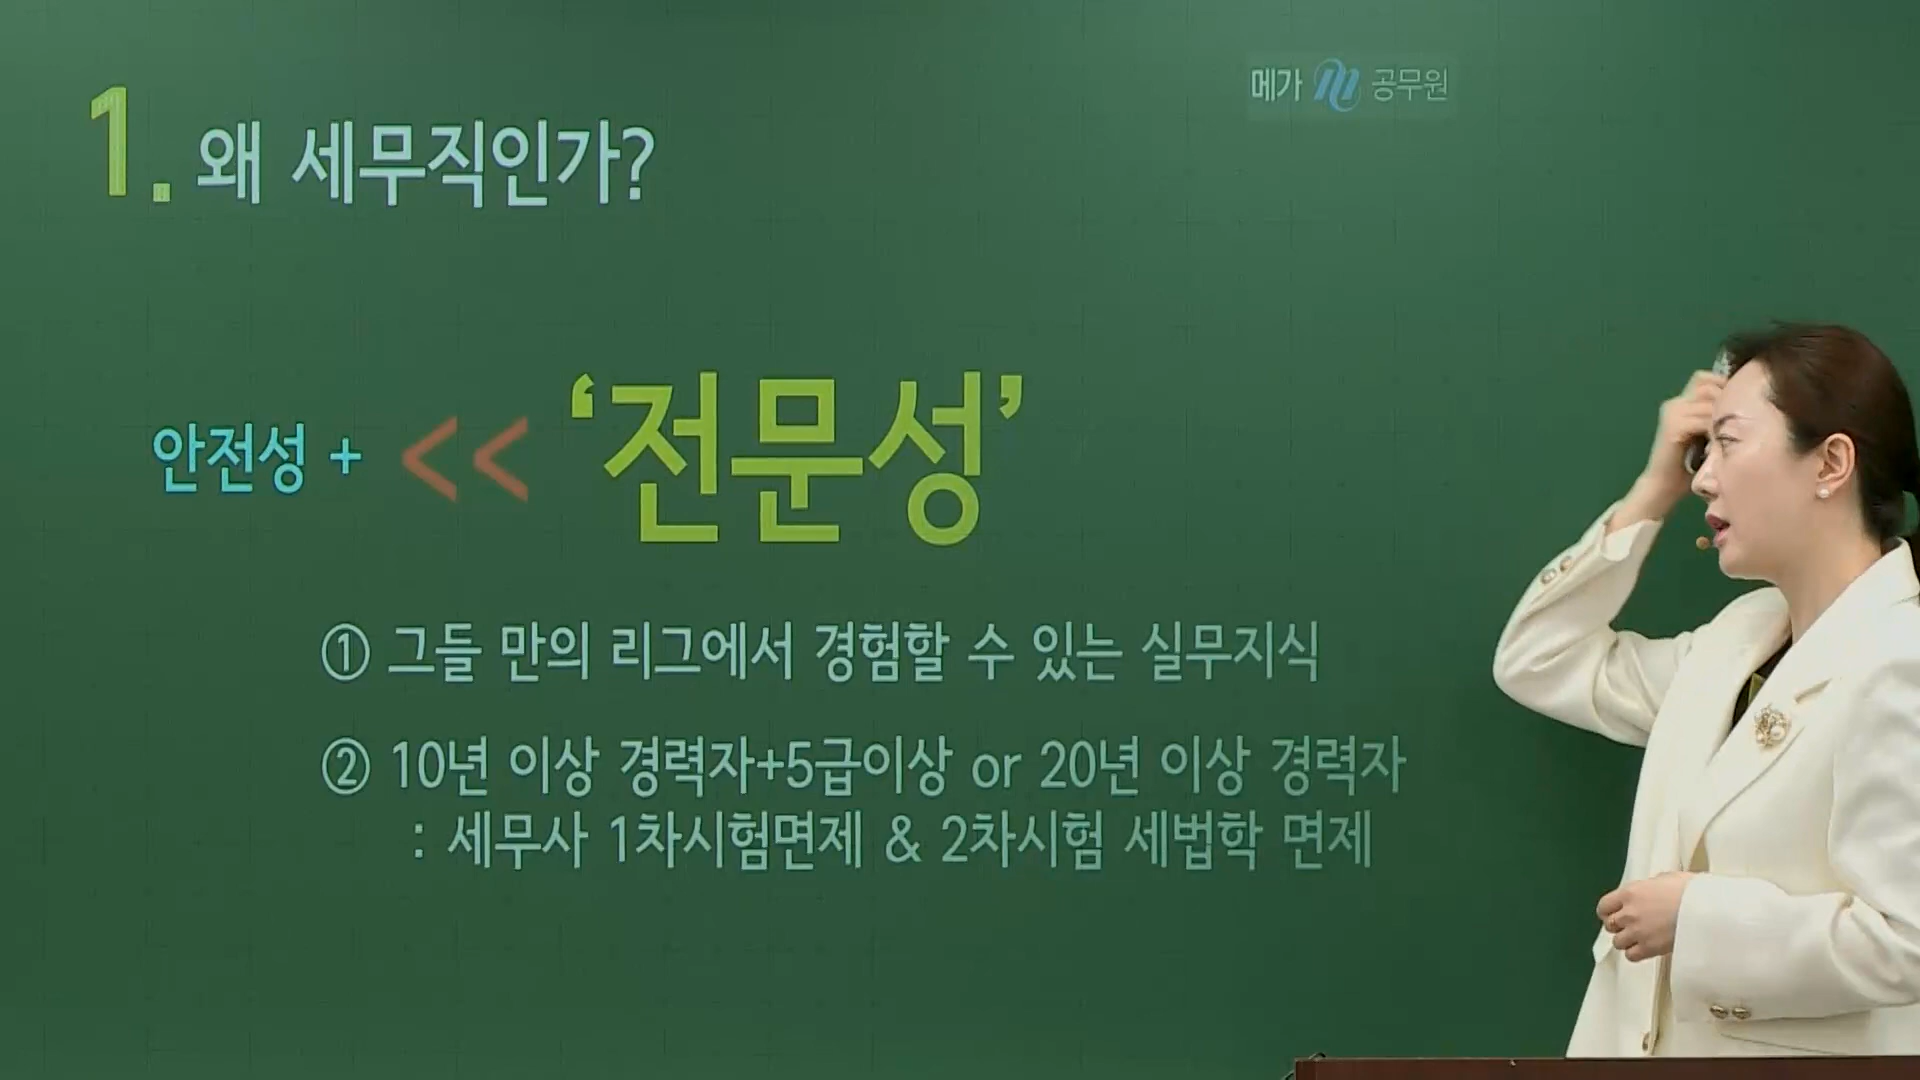 메가 공무원
1. 왜 세무직인가?
안전성 + << ‘전문성’
① 그들 만의 리그에서 경험할 수 있는 실무지식
② 10년 이상 경력자+5급이상 or 20년 이상 경력자
: 세무사 1차시험면제 & 2차시험 세법학 면제